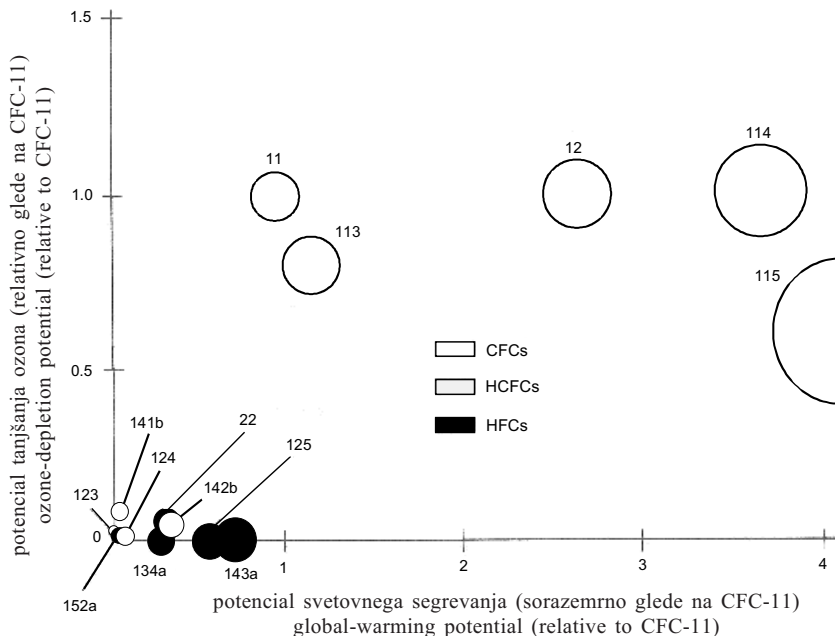 potencial tanjšanja ozona (relativno glede na CFC-11)
ozone-depletion potential (relative to CFC-11)
1.5
1.0
0.5
0
11
12
114
113
115
CFCs
HCFCs
HFCs
141b
22
124
125
123
142b
134a
143a
152a
1
2
3
4
potencial svetovnega segrevanja (sorazemrno glede na CFC-11)
global-warming potential (relative to CFC-11)